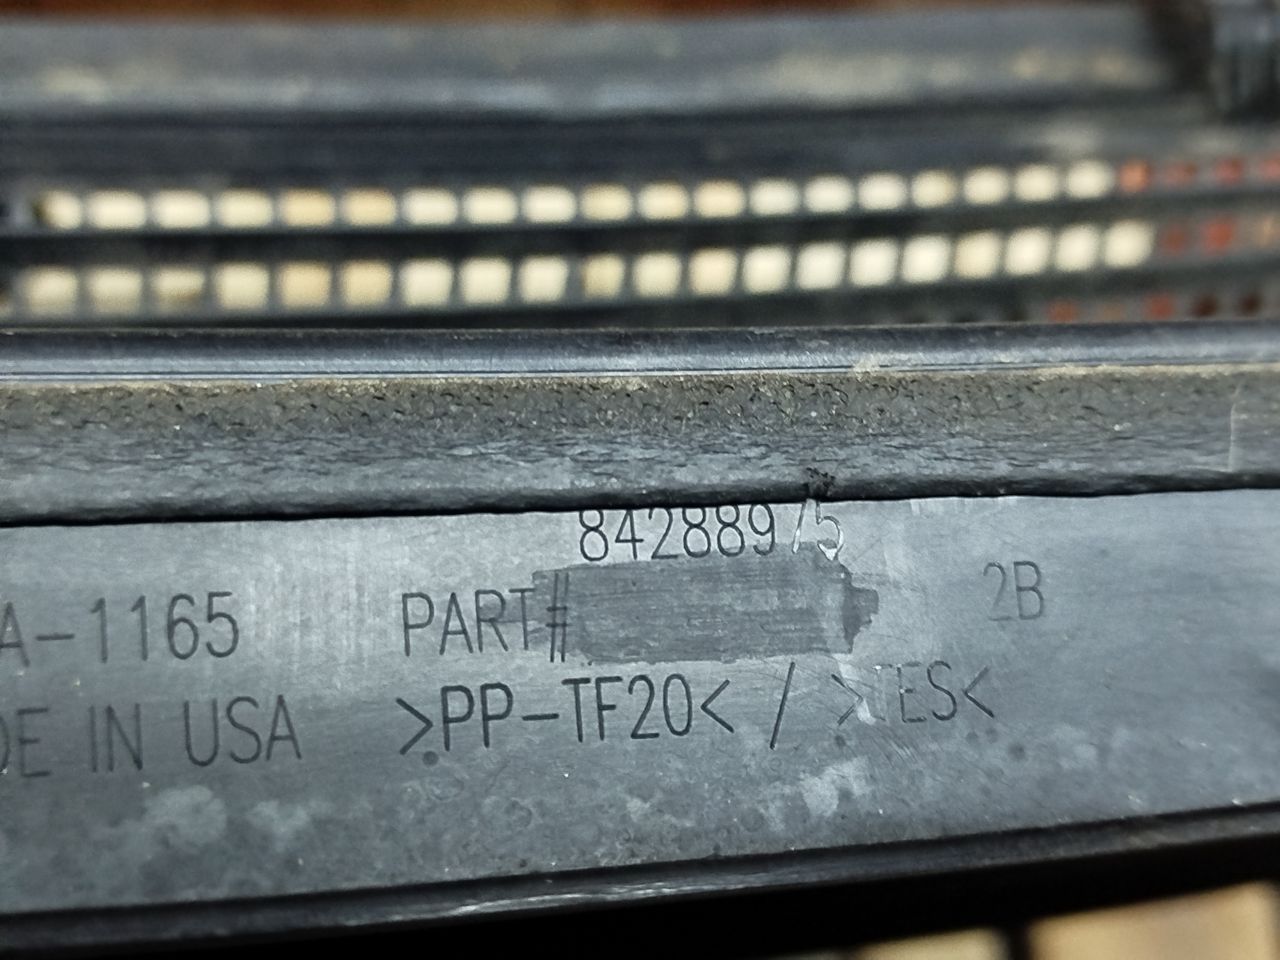 84288975
A-1165 PART# 2B
DE IN USA >PP-TF20< / >TES<